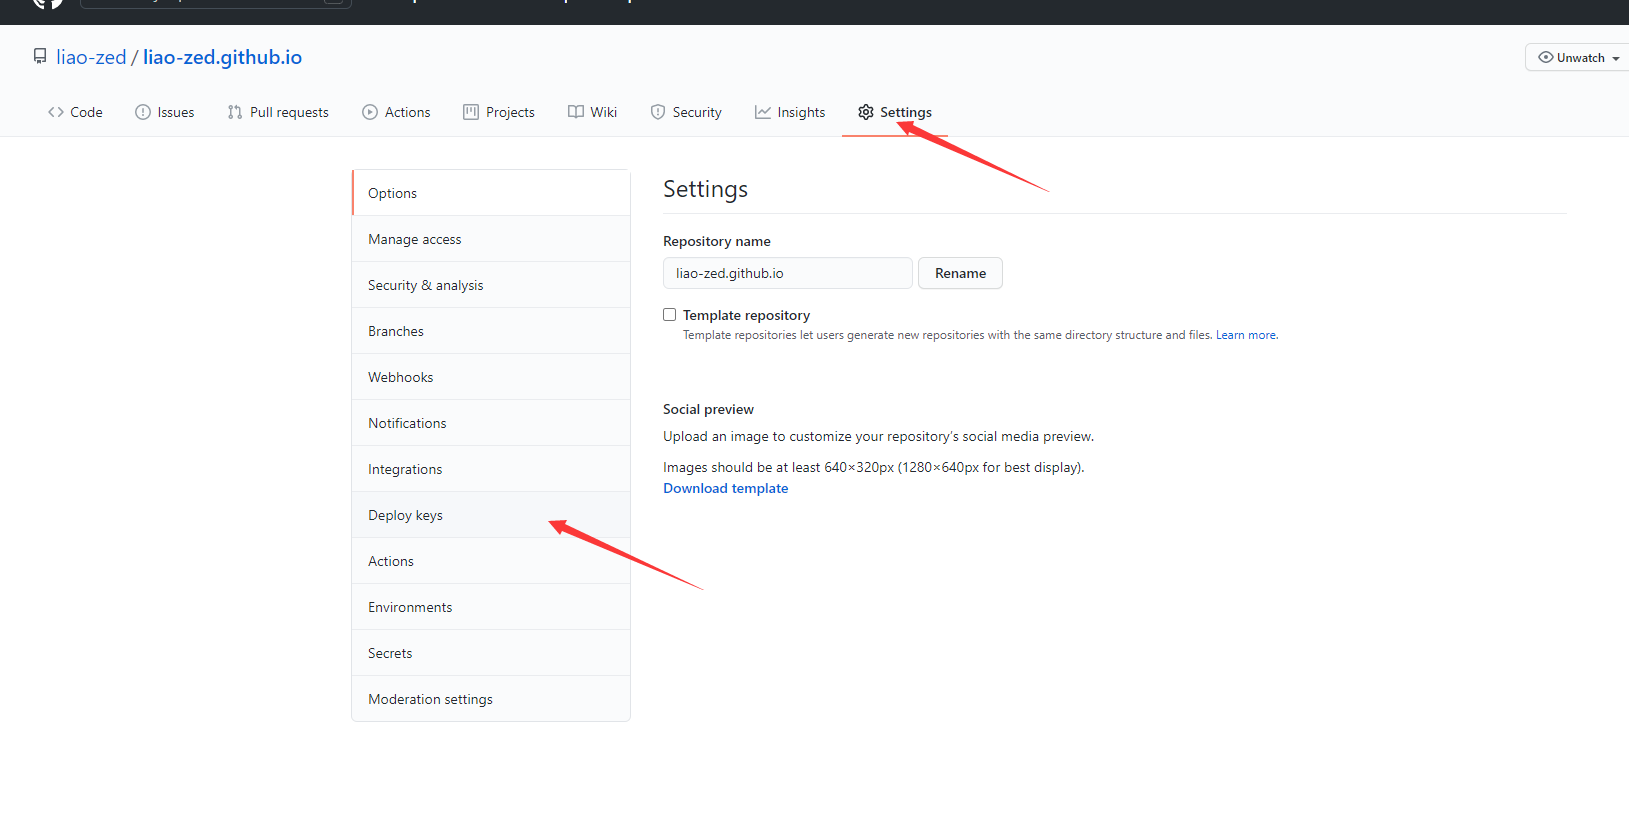 liao-zed / liao-zed.github.io
Unwatch
Code
Issues
Pull requests
Actions
Projects
Wiki
Security
Insights
Settings
Options
Manage access
Security & analysis
Branches
Webhooks
Notifications
Integrations
Deploy keys
Actions
Environments
Secrets
Moderation settings
Settings
Repository name
liao-zed.github.io
Rename
Template repository
Template repositories let users generate new repositories with the same directory structure and files. Learn more.
Social preview
Upload an image to customize your repository's social media preview.
Images should be at least 640×320px (1280×640px for best display).
Download template